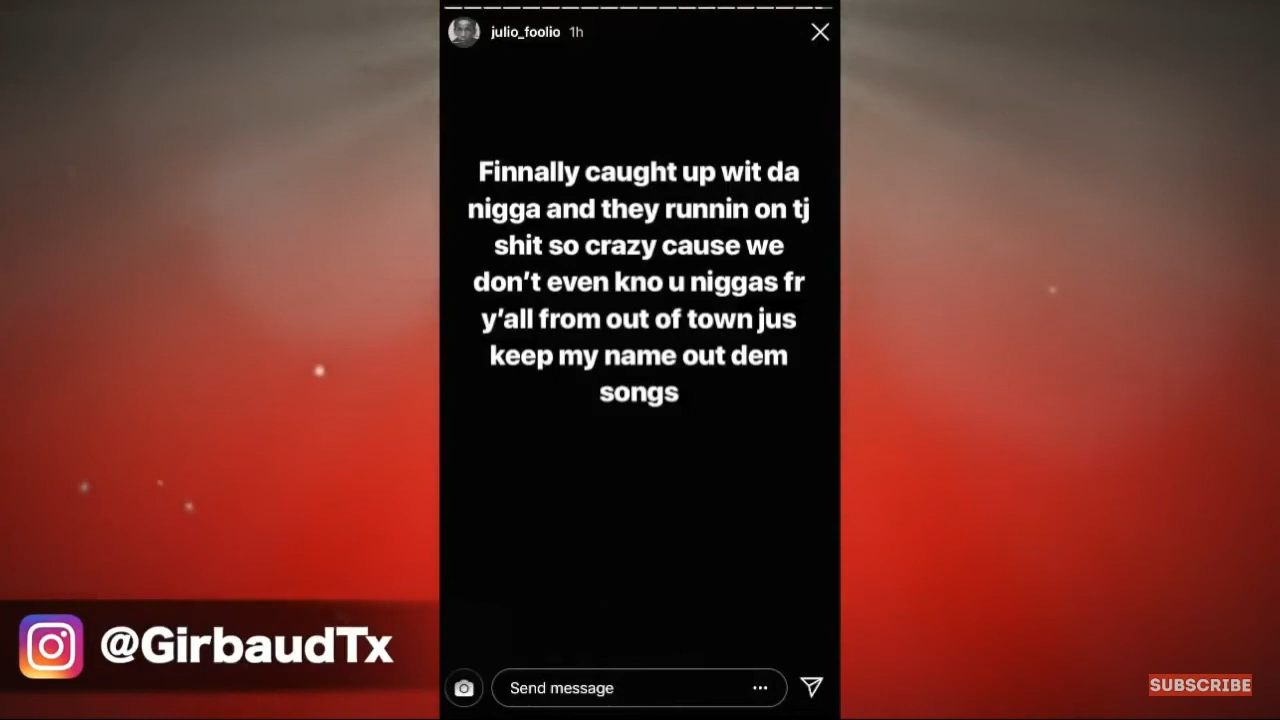 julio_foolio 1h
Finnally caught up wit da
nigga and they runnin on tj
shit so crazy cause we
don't even kno u niggas fr
y'all from out of town jus
keep my name out dem
songs
@GirbaudTx
Send message
SUBSCRIBE